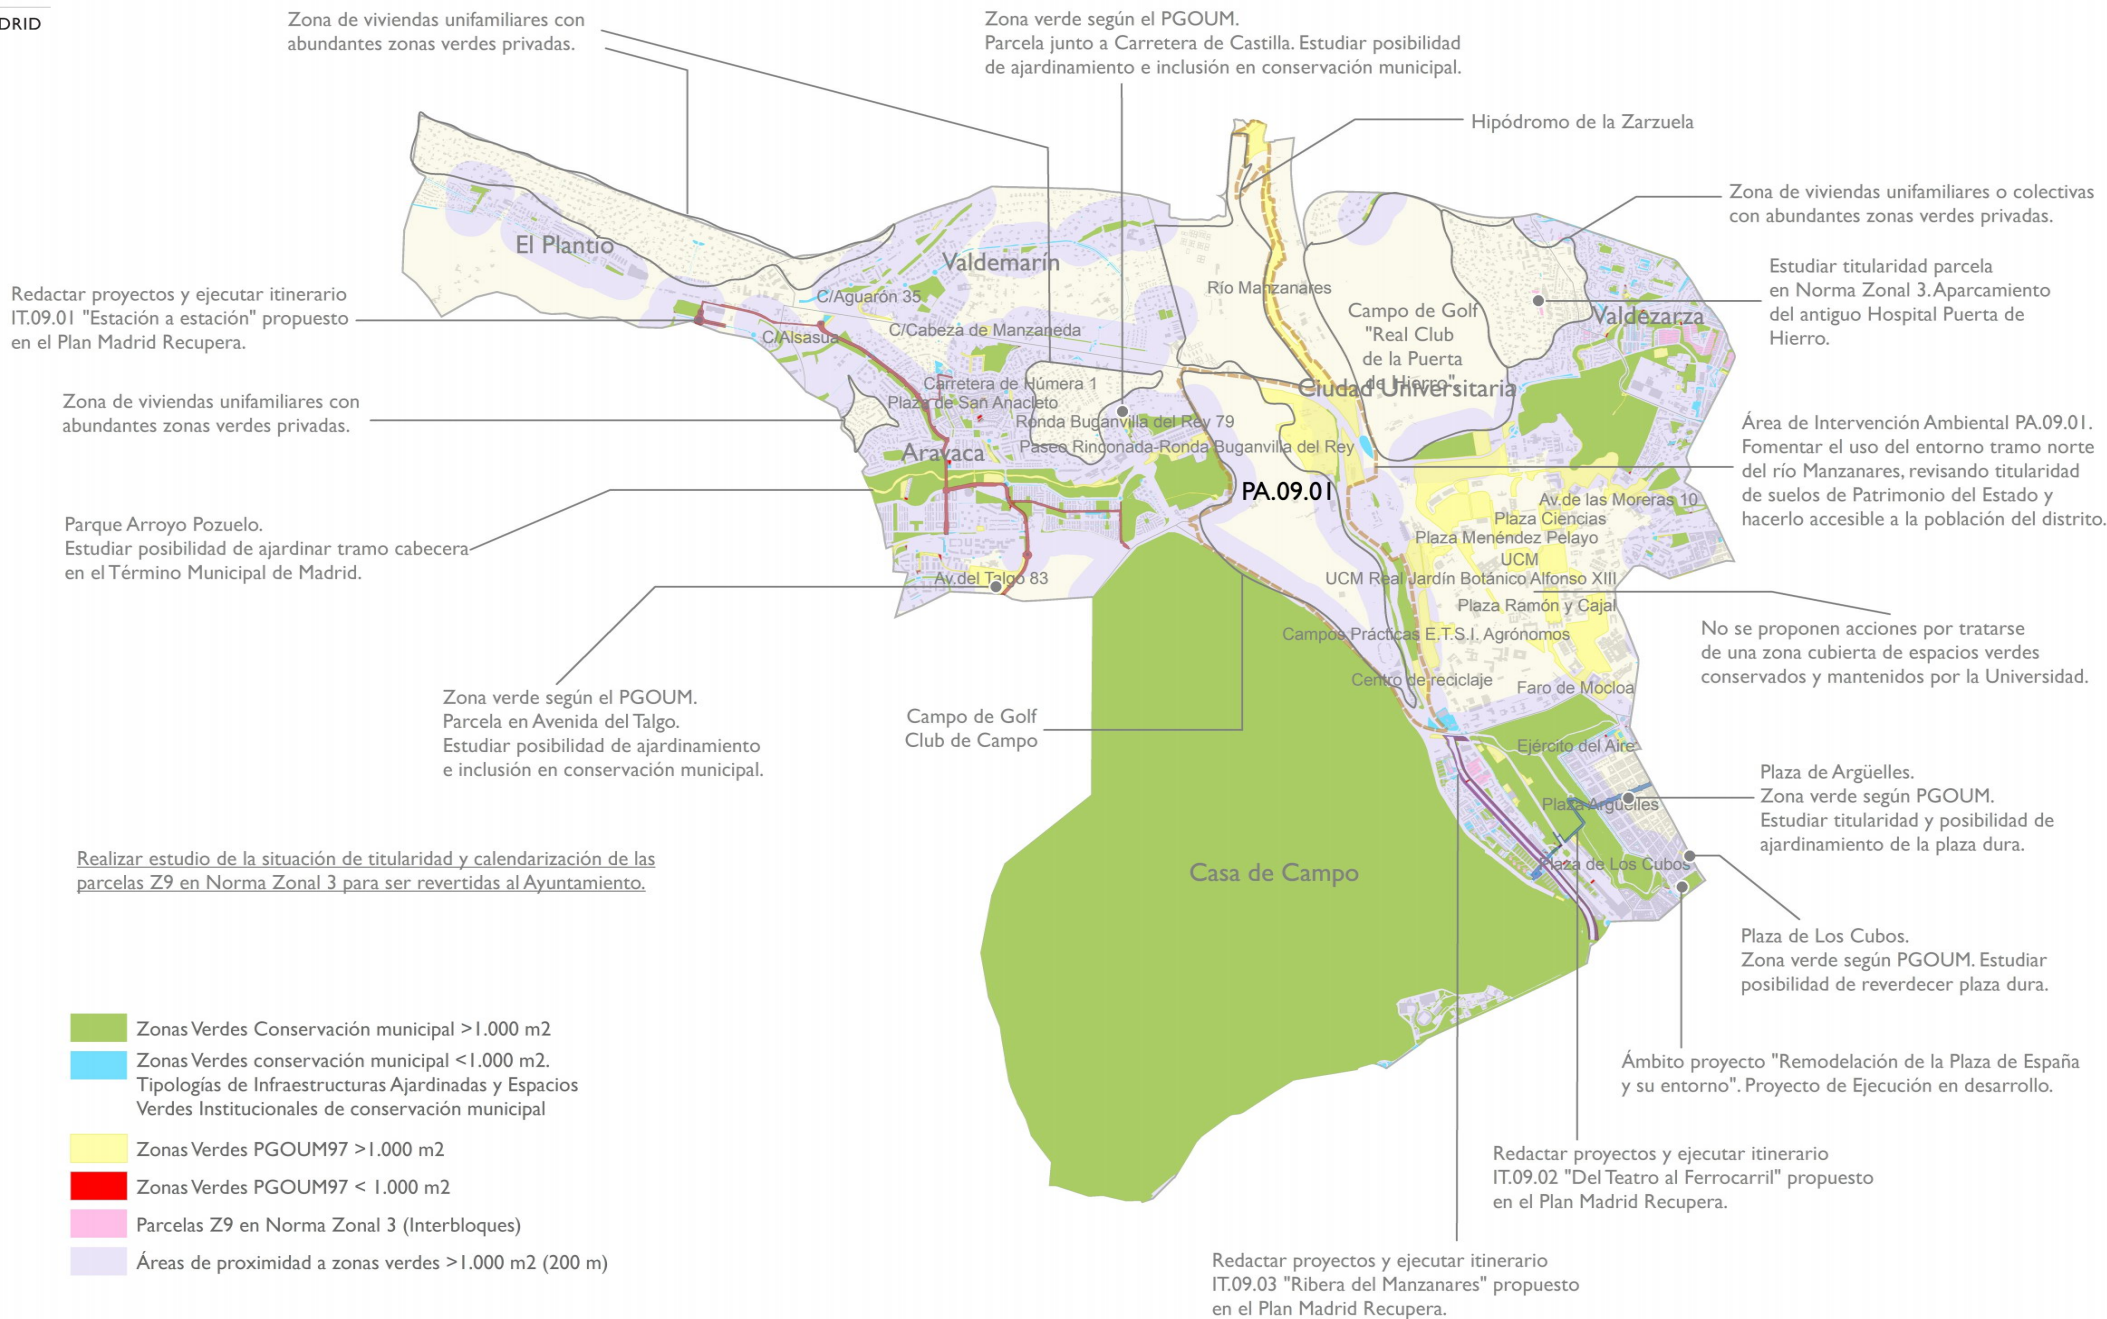 DRID
Zona de viviendas unifamiliares con
abundantes zonas verdes privadas.
Zona verde según el PGOUM.
Parcela junto a Carretera de Castilla. Estudiar posibilidad
de ajardinamiento e inclusión en conservación municipal.
Hipódromo de la Zarzuela
Zona de viviendas unifamiliares o colectivas
con abundantes zonas verdes privadas.
Estudiar titularidad parcela
en Norma Zonal 3. Aparcamiento
del antiguo Hospital Puerta de
Hierro.
Redactar proyectos y ejecutar itinerario
IT.09.01 "Estación a estación" propuesto
en el Plan Madrid Recupera.
Zona de viviendas unifamiliares con
abundantes zonas verdes privadas.
Parque Arroyo Pozuelo.
Estudiar posibilidad de ajardinar tramo cabecera
en el Término Municipal de Madrid.
El Plantío
Valdemarín
C/Aguarón 35
C/Alsasua
C/Cabeza de Manzaneda
Carretera de Húmera 1
Plaza de San Anacleto
Ronda Buganvilla del Rey 79
Paseo Rinconada-Ronda Buganvilla del Rey
Aravaca
Av.del Talgo 83
Río Manzanares
Campo de Golf
"Real Club
de la Puerta
de Hierro".
Ciudad Universitaria
Valdezarza
PA.09.01
Av.de las Moreras 10
Plaza Ciencias
Plaza Menéndez Pelayo
UCM
UCM Real Jardín Botánico Alfonso XIII
Plaza Ramón y Cajal
Campos Prácticas E.T.S.I. Agrónomos
Centro de reciclaje
Faro de Mocloa
Ejército del Aire
Plaza Argüelles
Plaza de Los Cubos
Casa de Campo
Área de Intervención Ambiental PA.09.01.
Fomentar el uso del entorno tramo norte
del río Manzanares, revisando titularidad
de suelos de Patrimonio del Estado y
hacerlo accesible a la población del distrito.
No se proponen acciones por tratarse
de una zona cubierta de espacios verdes
conservados y mantenidos por la Universidad.
Zona verde según el PGOUM.
Parcela en Avenida del Talgo.
Estudiar posibilidad de ajardinamiento
e inclusión en conservación municipal.
Campo de Golf
Club de Campo
Plaza de Argüelles.
Zona verde según PGOUM.
Estudiar titularidad y posibilidad de
ajardinamiento de la plaza dura.
Realizar estudio de la situación de titularidad y calendarización de las
parcelas Z9 en Norma Zonal 3 para ser revertidas al Ayuntamiento.
Plaza de Los Cubos.
Zona verde según PGOUM. Estudiar
posibilidad de reverdecer plaza dura.
Ámbito proyecto "Remodelación de la Plaza de España
y su entorno". Proyecto de Ejecución en desarrollo.
Redactar proyectos y ejecutar itinerario
IT.09.02 "Del Teatro al Ferrocarril" propuesto
en el Plan Madrid Recupera.
Redactar proyectos y ejecutar itinerario
IT.09.03 "Ribera del Manzanares" propuesto
en el Plan Madrid Recupera.
Zonas Verdes Conservación municipal >1.000 m2
Zonas Verdes conservación municipal <1.000 m2.
Tipologías de Infraestructuras Ajardinadas y Espacios
Verdes Institucionales de conservación municipal
Zonas Verdes PGOUM97 >1.000 m2
Zonas Verdes PGOUM97 < 1.000 m2
Parcelas Z9 en Norma Zonal 3 (Interbloques)
Áreas de proximidad a zonas verdes >1.000 m2 (200 m)